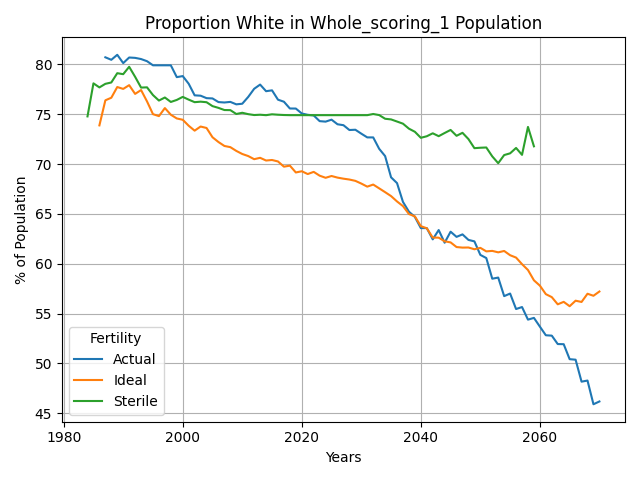 Proportion White in Whole_scoring_1 Population
% of Population
80
75
70
65
60
55
50
45
Fertility
Actual
Ideal
Sterile
1980
2000
2020
2040
2060
Years